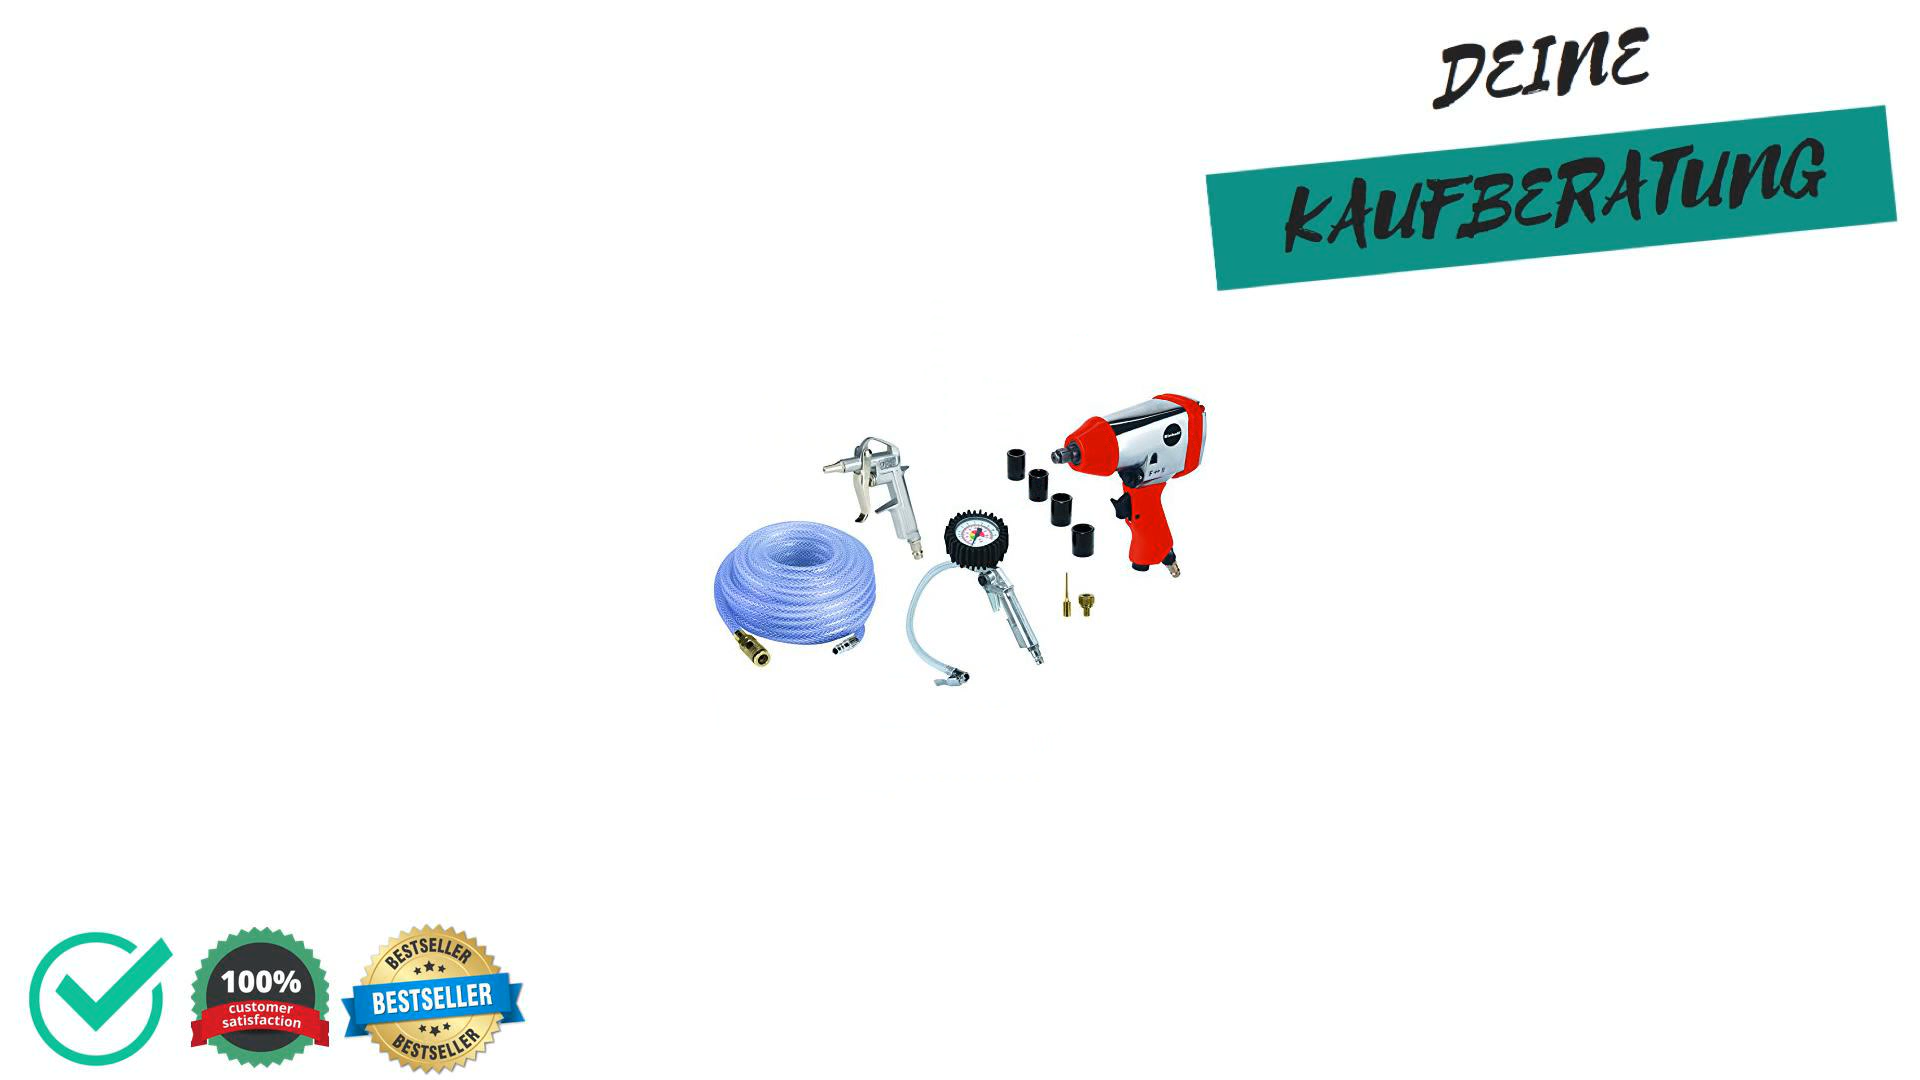 DEINE
KAUFBERATUNG
100%
customer
satisfaction
BESTSELLER
BESTSELLER
BESTSELLER